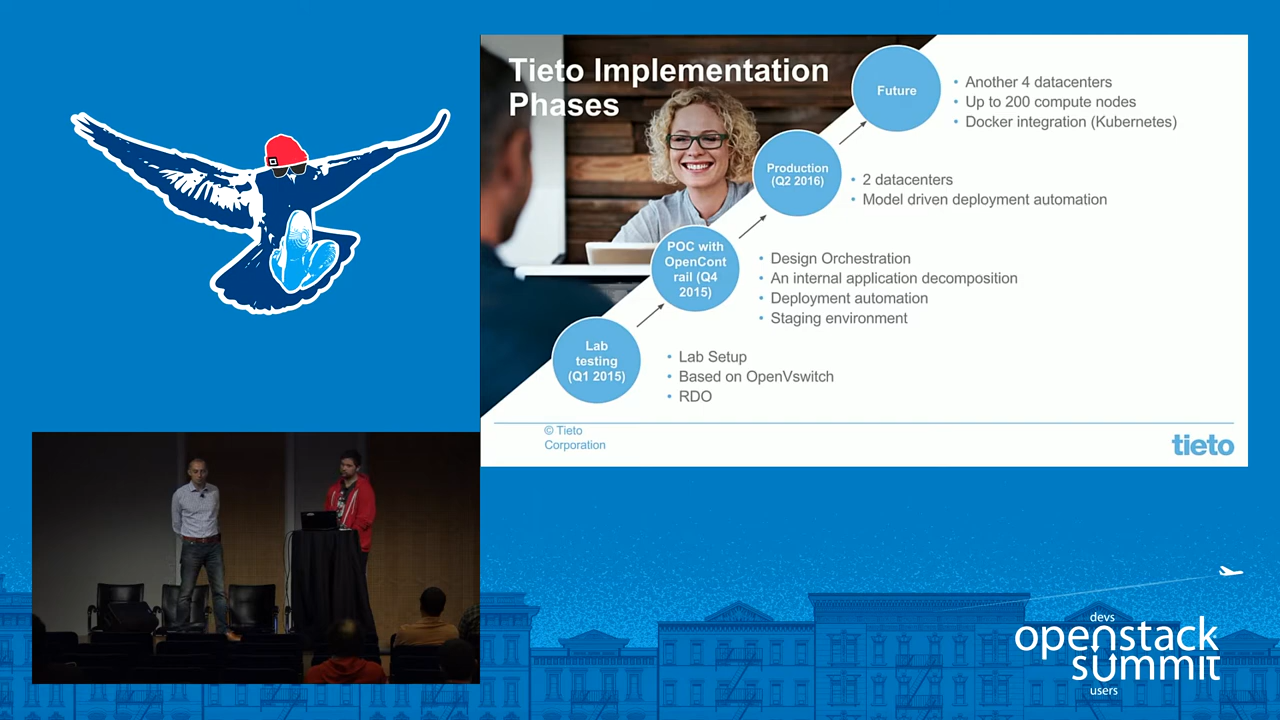 Tieto Implementation
Phases
Future
• Another 4 datacenters
• Up to 200 compute nodes
• Docker integration (Kubernetes)
Production
(Q2 2016)
• 2 datacenters
• Model driven deployment automation
POC with
OpenCont
rail (Q4
2015)
• Design Orchestration
• An internal application decomposition
• Deployment automation
• Staging environment
Lab
testing
(Q1 2015)
• Lab Setup
• Based on OpenVswitch
• RDO
© Tieto
Corporation
tieto
devs
openstack
summit
users